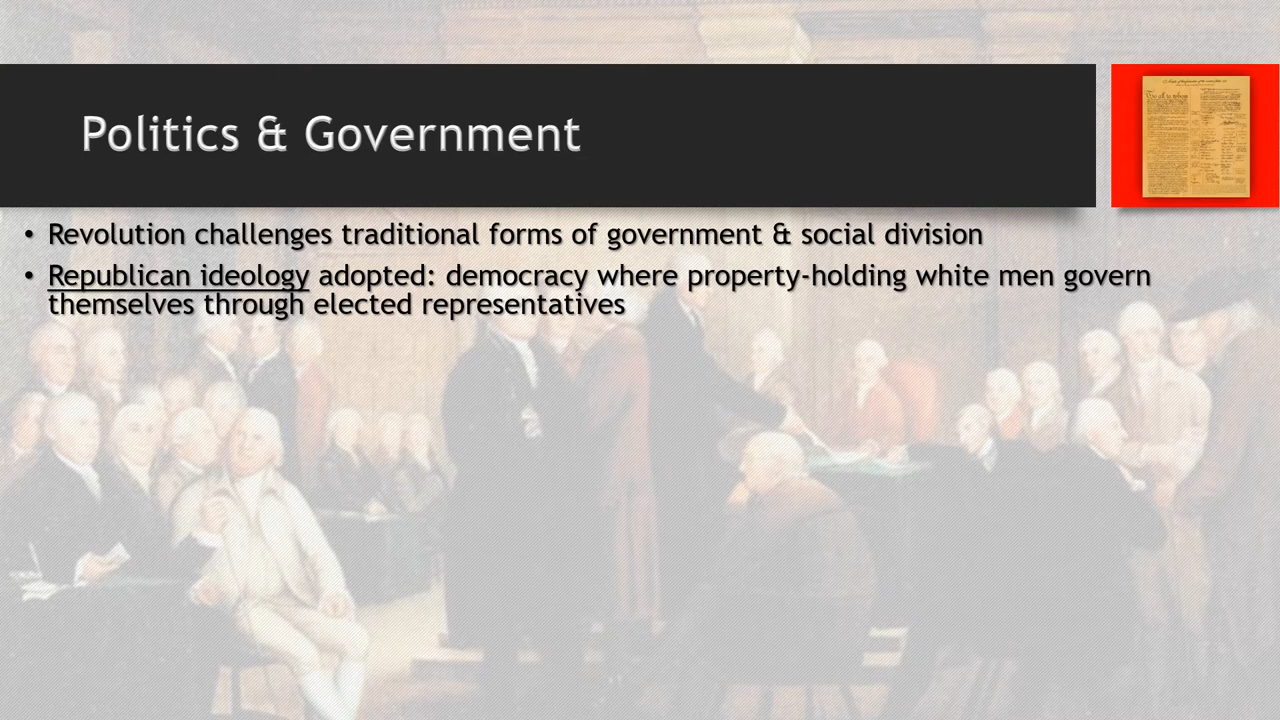 Politics & Government
• Revolution challenges traditional forms of government & social division
• Republican ideology adopted: democracy where property-holding white men govern
themselves through elected representatives